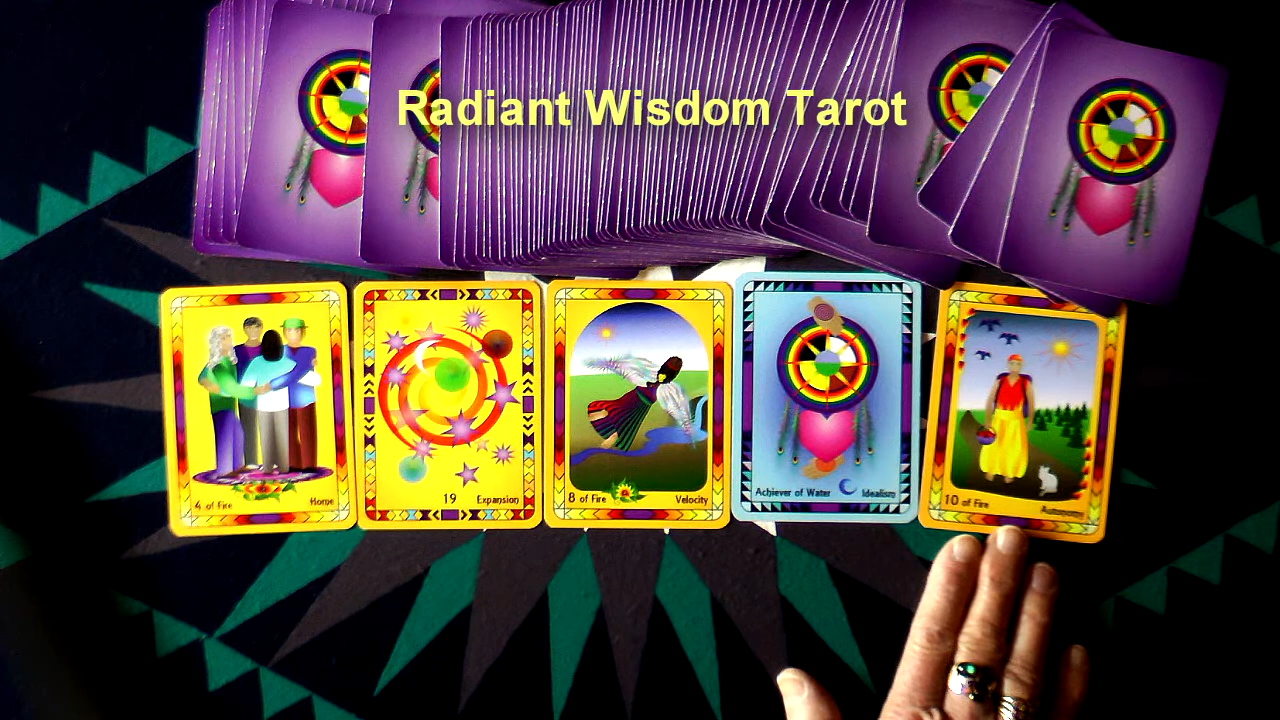 Radiant Wisdom Tarot
4 of Fire Home
19 Expansion
8 of Fire Velocity
Achiever of Water Idealism
10 of Fire